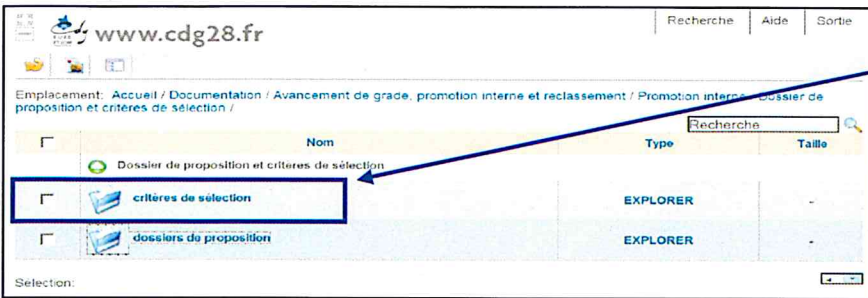 www.cdg28.fr
Recherche Aide Sortie
Emplacement: Accueil / Documentation / Avancement de grade, promotion interne et reclassement / Promotion interne / Dossier de
proposition et critères de sélection /
Recherche
Nom Type Taille
Dossier de proposition et critères de sélection
critères de sélection EXPLORER -
dossiers de proposition EXPLORER -
Sélection: